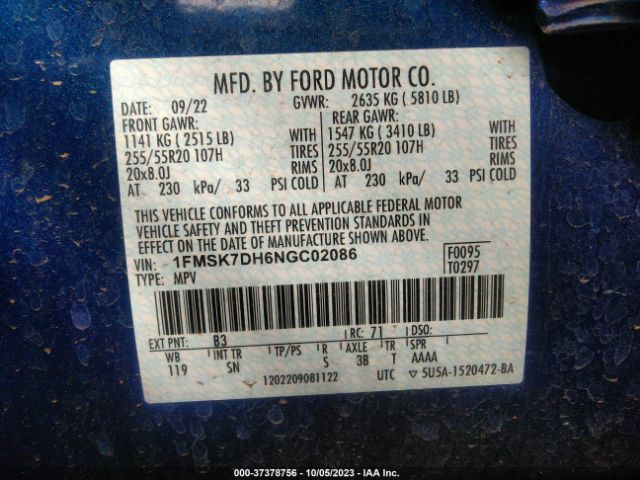 MFD. BY FORD MOTOR CO.
09/22 GVWR: 2635 KG ( 5810 LB)
FRONT GAWR: REAR GAWR:
1141 KG ( 2515 LB) WITH 1547 KG ( 3410 LB) WITH
255/55R20 107H TIRES 255/55R20 107H TIRES
20x8.0J RIMS 20x8.0J RIMS
AT 230 kPa/ 33 PSI COLD AT 230 kPa/ 33 PSI COLD
THIS VEHICLE CONFORMS TO ALL APPLICABLE FEDERAL MOTOR
VEHICLE SAFETY AND THEFT PREVENTION STANDARDS IN
EFFECT ON THE DATE OF MANUFACTURE SHOWN ABOVE.
VIN: 1FMSK7DH6NGC02086 F0095
TYPE: MPV T0297
EXT PNT: B3 RC: 71 DSO:
WB INT TR TP/PS R AXLE TR SPR
119 SN S 3B T AAAA
1202209081122 UTC ▽ 5U5A-1520472-BA
000-37378756 - 10/05/2023 - IAA Inc.